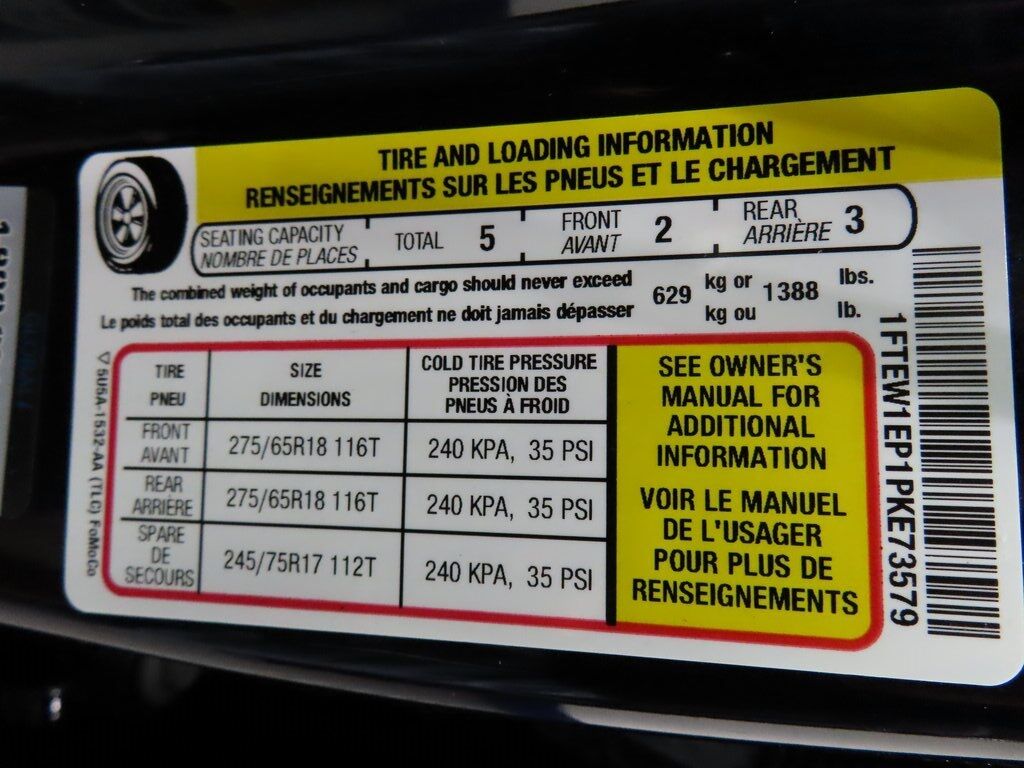 TIRE AND LOADING INFORMATION
RENSEIGNEMENTS SUR LES PNEUS ET LE CHARGEMENT
SEATING CAPACITY
NOMBRE DE PLACES
TOTAL 5
FRONT
AVANT
2
REAR
ARRIÈRE
3
The combined weight of occupants and cargo should never exceed
Le poids total des occupants et du chargement ne doit jamais dépasser
629
kg or
kg ou
1388
lbs.
lb.
TIRE
PNEU
SIZE
DIMENSIONS
COLD TIRE PRESSURE
PRESSION DES
PNEUS À FROID
FRONT
AVANT
275/65R18 116T
240 KPA, 35 PSI
REAR
ARRIÈRE
275/65R18 116T
240 KPA, 35 PSI
SPARE
DE
SECOURS
245/75R17 112T
240 KPA, 35 PSI
SEE OWNER'S
MANUAL FOR
ADDITIONAL
INFORMATION
VOIR LE MANUEL
DE L'USAGER
POUR PLUS DE
RENSEIGNEMENTS
1FTEW1EP1PKE73579
5U5A-1532-AA (TLC) FoMoCo